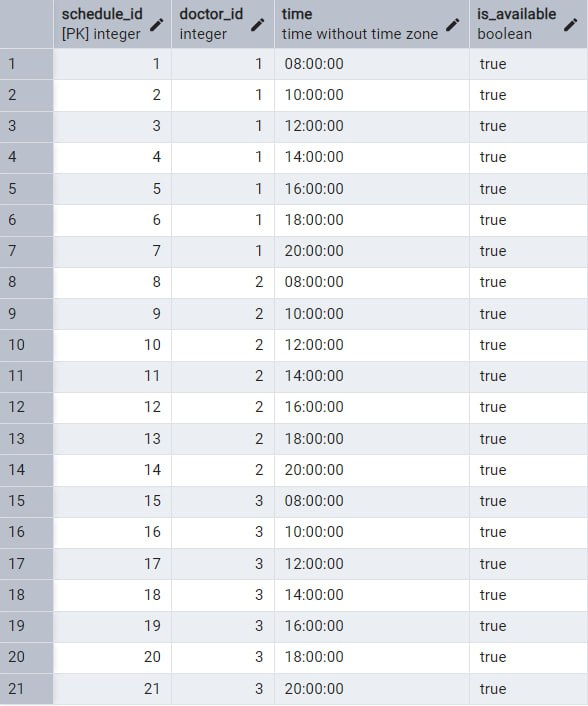 schedule_id doctor_id time is_available
[PK] integer integer time without time zone boolean
1 1 1 08:00:00 true
2 2 1 10:00:00 true
3 3 1 12:00:00 true
4 4 1 14:00:00 true
5 5 1 16:00:00 true
6 6 1 18:00:00 true
7 7 1 20:00:00 true
8 8 2 08:00:00 true
9 9 2 10:00:00 true
10 10 2 12:00:00 true
11 11 2 14:00:00 true
12 12 2 16:00:00 true
13 13 2 18:00:00 true
14 14 2 20:00:00 true
15 15 3 08:00:00 true
16 16 3 10:00:00 true
17 17 3 12:00:00 true
18 18 3 14:00:00 true
19 19 3 16:00:00 true
20 20 3 18:00:00 true
21 21 3 20:00:00 true